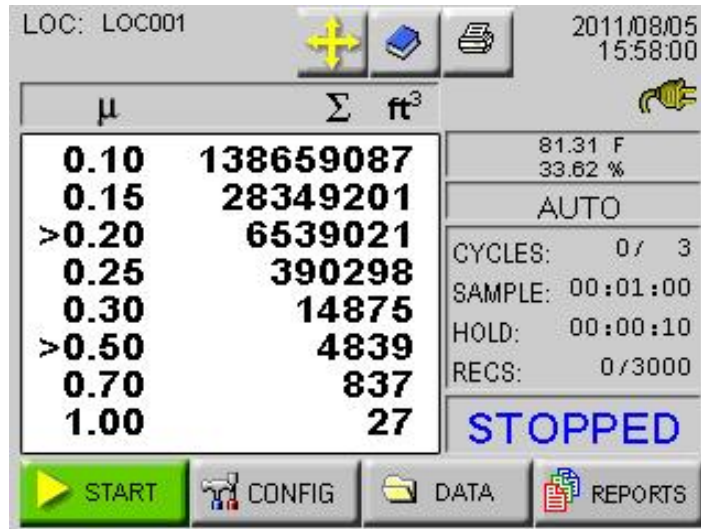 LOC: LOC001
2011/08/05
15:58:00
µ Σ ft³
0.10 138659087
0.15 28349201
>0.20 6539021
0.25 390298
0.30 14875
>0.50 4839
0.70 837
1.00 27
81.31 F
33.62 %
AUTO
CYCLES: 0/ 3
SAMPLE: 00:01:00
HOLD: 00:00:10
RECS: 0/3000
STOPPED
START CONFIG DATA REPORTS